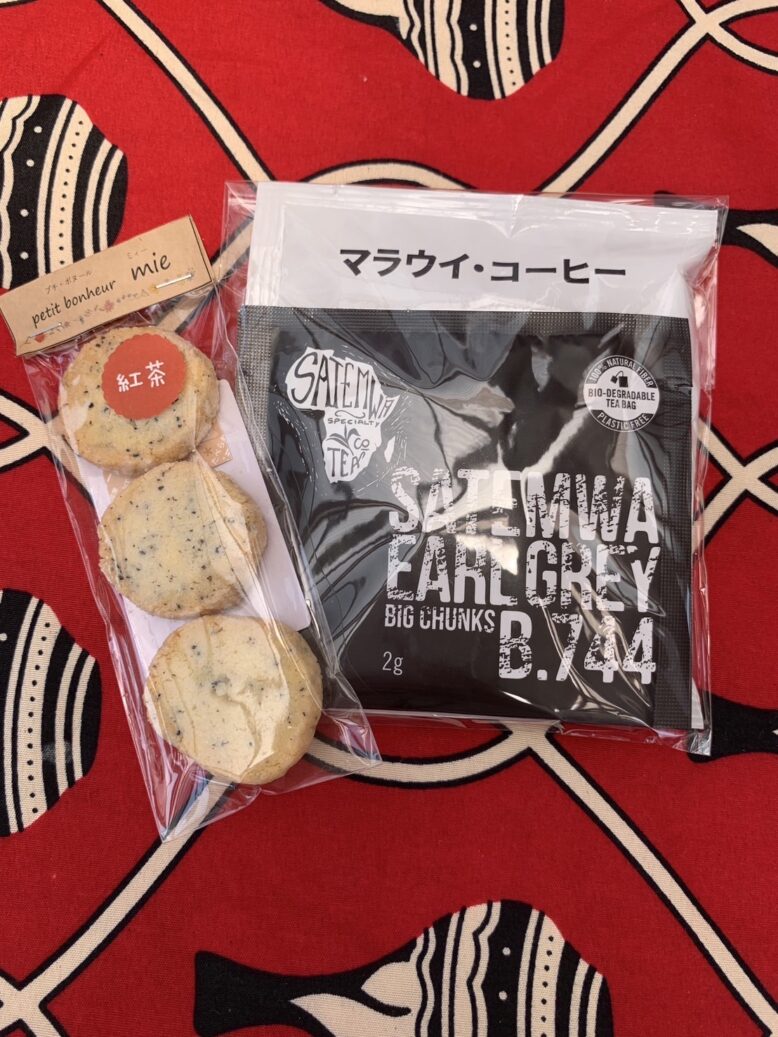 プチ・ボヌール
ミィー
petit bonheur mie
紅茶
マラウイ・コーヒー
SATEMWA
SPECIALTY
TEA Co
100% NATURAL FIBER
BIO-DEGRADABLE
TEA BAG
PLASTIC FREE
SATEMWA
EARL GREY
BIG CHUNKS
B.744
2g